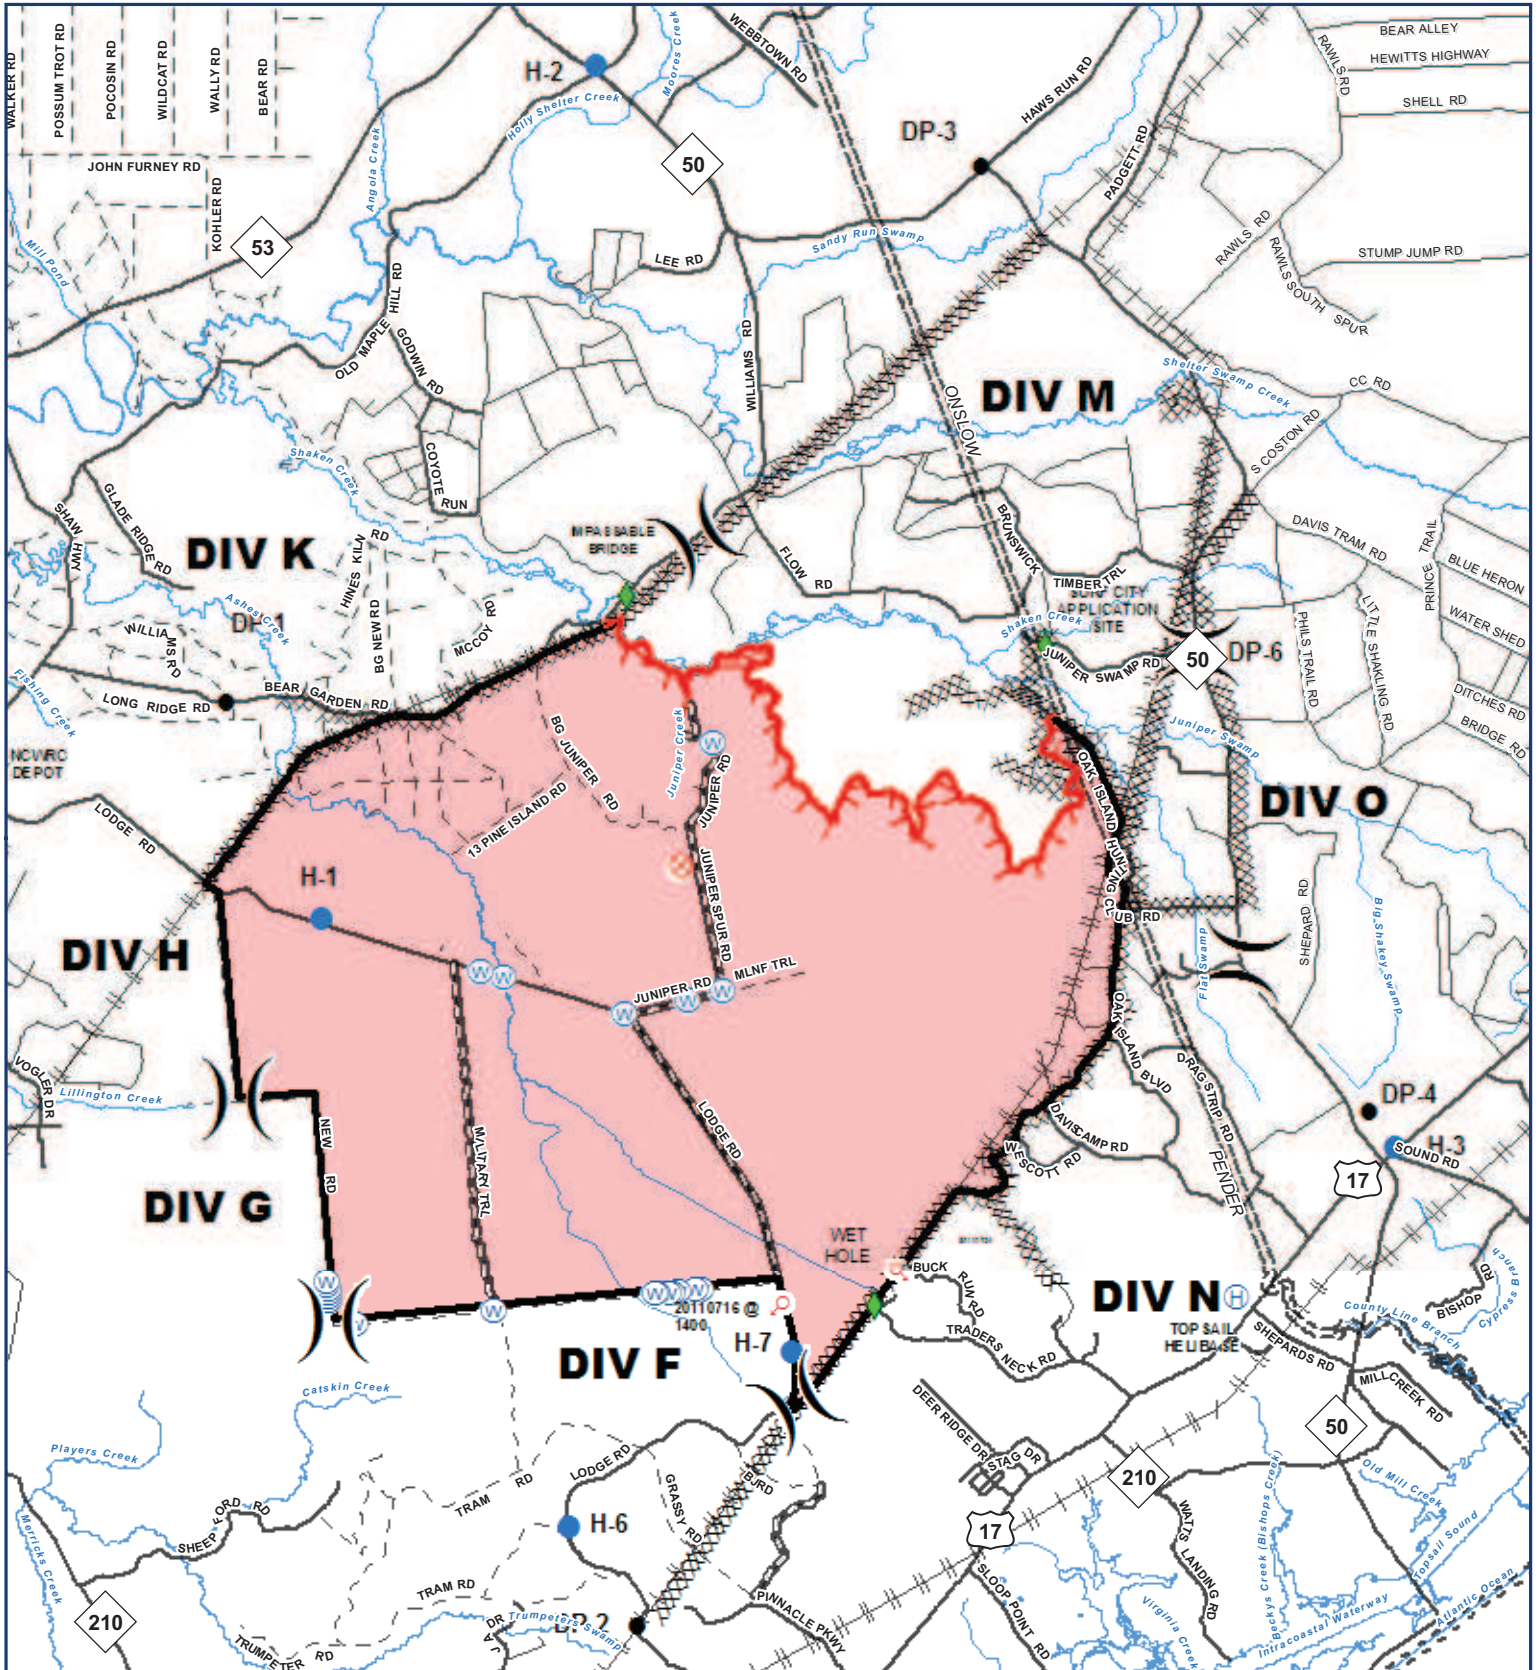 WALKER RD
POSSUM TROT RD
POCOSIN RD
WILDCAT RD
WALLY RD
BEAR RD
JOHN FURNEY RD
KOHLER RD
Mill Pond
53
Angola Creek
H-2
Holly Shelter Creek
Moores Creek
WEBBTOWN RD
50
DP-3
HAWS RUN RD
PADGETT RD
BEAR ALLEY
HEWITTS HIGHWAY
SHELL RD
RAWLS RD
RAWLS RD
RAWLS SOUTH SPUR
STUMP JUMP RD
LEE RD
Sandy Run Swamp
OLD MAPLE HILL RD
GODWIN RD
WILLIAMS RD
ONSLOW
DIV M
Shelter Swamp Creek
CC RD
S COSTON RD
COYOTE RUN
Shaken Creek
SHAW HWY
GLADE RIDGE RD
DIV K
HINES KILN RD
BG NEW RD
MCCOY RD
IMPASSABLE
BRIDGE
FLOW RD
BRUNSWICK
TIMBER TRL
DAVIS TRAM RD
PRINCE TRAIL
BLUE HERON
WATER SHED
Ashes Creek
WILLIAMS RD
SURF CITY
APPLICATION
SITE
Shaken Creek
JUNIPER SWAMP RD
50
DP-6
PHILS TRAIL RD
LITTLE SHAKLING RD
DITCHES RD
BRIDGE RD
Fishing Creek
LONG RIDGE RD
BEAR GARDEN RD
NCWRC
DEPOT
LODGE RD
BG JUNIPER RD
Juniper Creek
JUNIPER RD
13 PINE ISLAND RD
Juniper Swamp
OAK ISLAND HUNTING CLUB RD
DIV O
H-1
JUNIPER SPUR RD
SHEPARD RD
Big Shakey Swamp
Flat Swamp
DIV H
W
W
W
W
W
W
JUNIPER RD
MLNF TRL
OAK ISLAND BLVD
DRAG STRIP RD
VOGLER DR
Lillington Creek
NEW RD
MILITARY TRL
LODGE RD
DAVIS CAMP RD
WESCOTT RD
PENDER
DP-4
H-3
SOUND RD
17
DIV G
WET
HOLE
BUCK RUN RD
TRADERS NECK RD
DIV N
H
TOPSAIL
HELIBASE
SHEPARDS RD
County Line Branch
Cypress Branch
BISHOP RD
MILLCREEK RD
W
W
W
W
W
W
20110716 @
1400
H-7
DIV F
Catskin Creek
Players Creek
DEER RIDGE DR
STAG DR
50
210
17
Old Mill Creek
Topsail Sound
Beckys Creek (Bishops Creek)
WATTS LANDING RD
Virginia Creek
Intracoastal Waterway
Atlantic Ocean
SLOOP POINT RD
LODGE RD
GRASSY RD
TRAM RD
H-6
SHEEP FORD RD
Merricks Creek
210
TRAM RD
Trumpeters Swamp
DP-2
PINNACLE PKWY
TRUMPETER RD